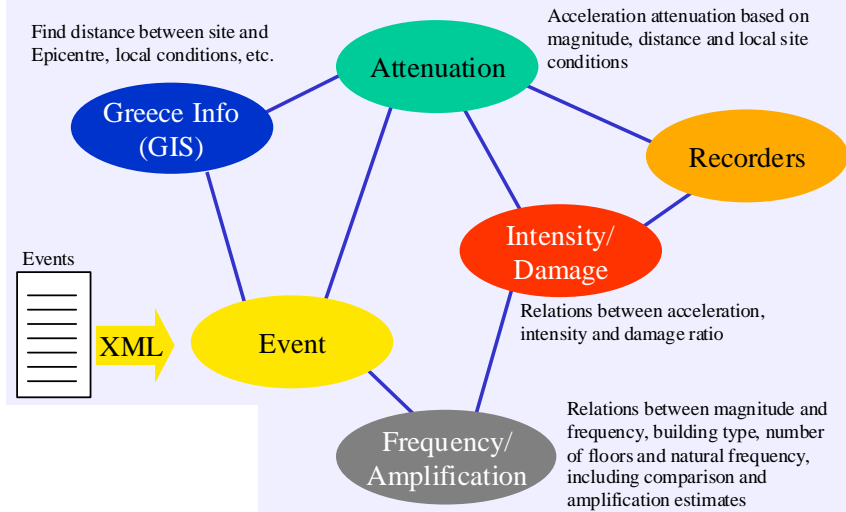 Find distance between site and
Epicentre, local conditions, etc.
Acceleration attenuation based on
magnitude, distance and local site
conditions
Attenuation
Greece Info
(GIS)
Recorders
Intensity/
Damage
Events
Relations between acceleration,
intensity and damage ratio
XML
Event
Frequency/
Amplification
Relations between magnitude and
frequency, building type, number
of floors and natural frequency,
including comparison and
amplification estimates